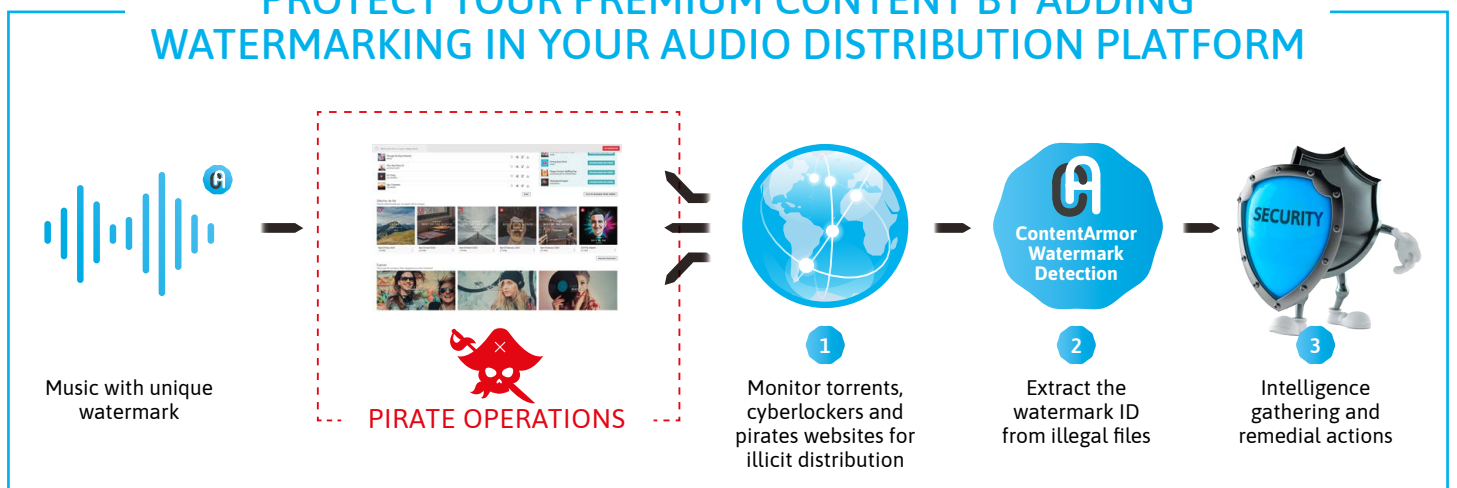 PROTECT YOUR PREMIUM CONTENT BY ADDING
WATERMARKING IN YOUR AUDIO DISTRIBUTION PLATFORM
Music with unique
watermark
PIRATE OPERATIONS
1
Monitor torrents,
cyberlockers and
pirates websites for
illicit distribution
ContentArmor
Watermark
Detection
2
Extract the
watermark ID
from illegal files
SECURITY
3
Intelligence
gathering and
remedial actions